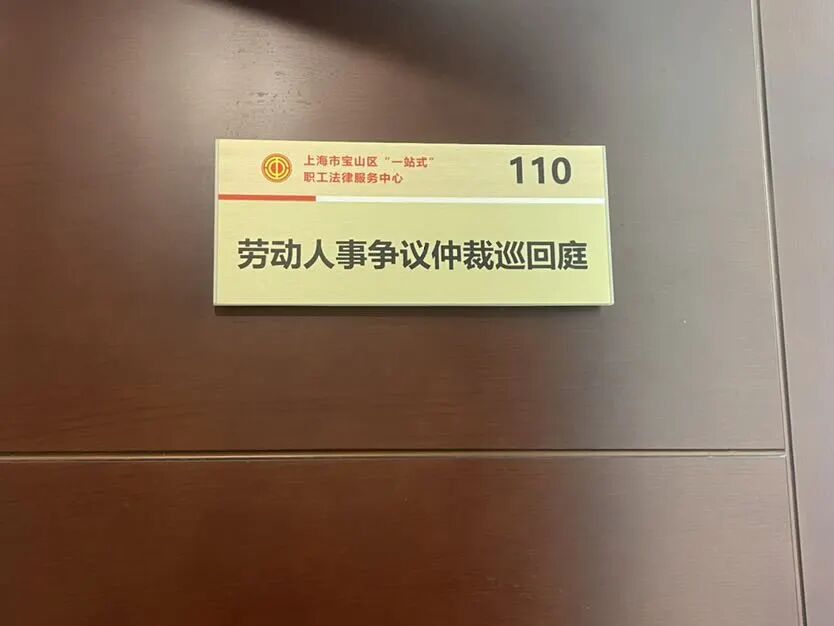 上海市宝山区“一站式”
职工法律服务中心
110
劳动人事争议仲裁巡回庭